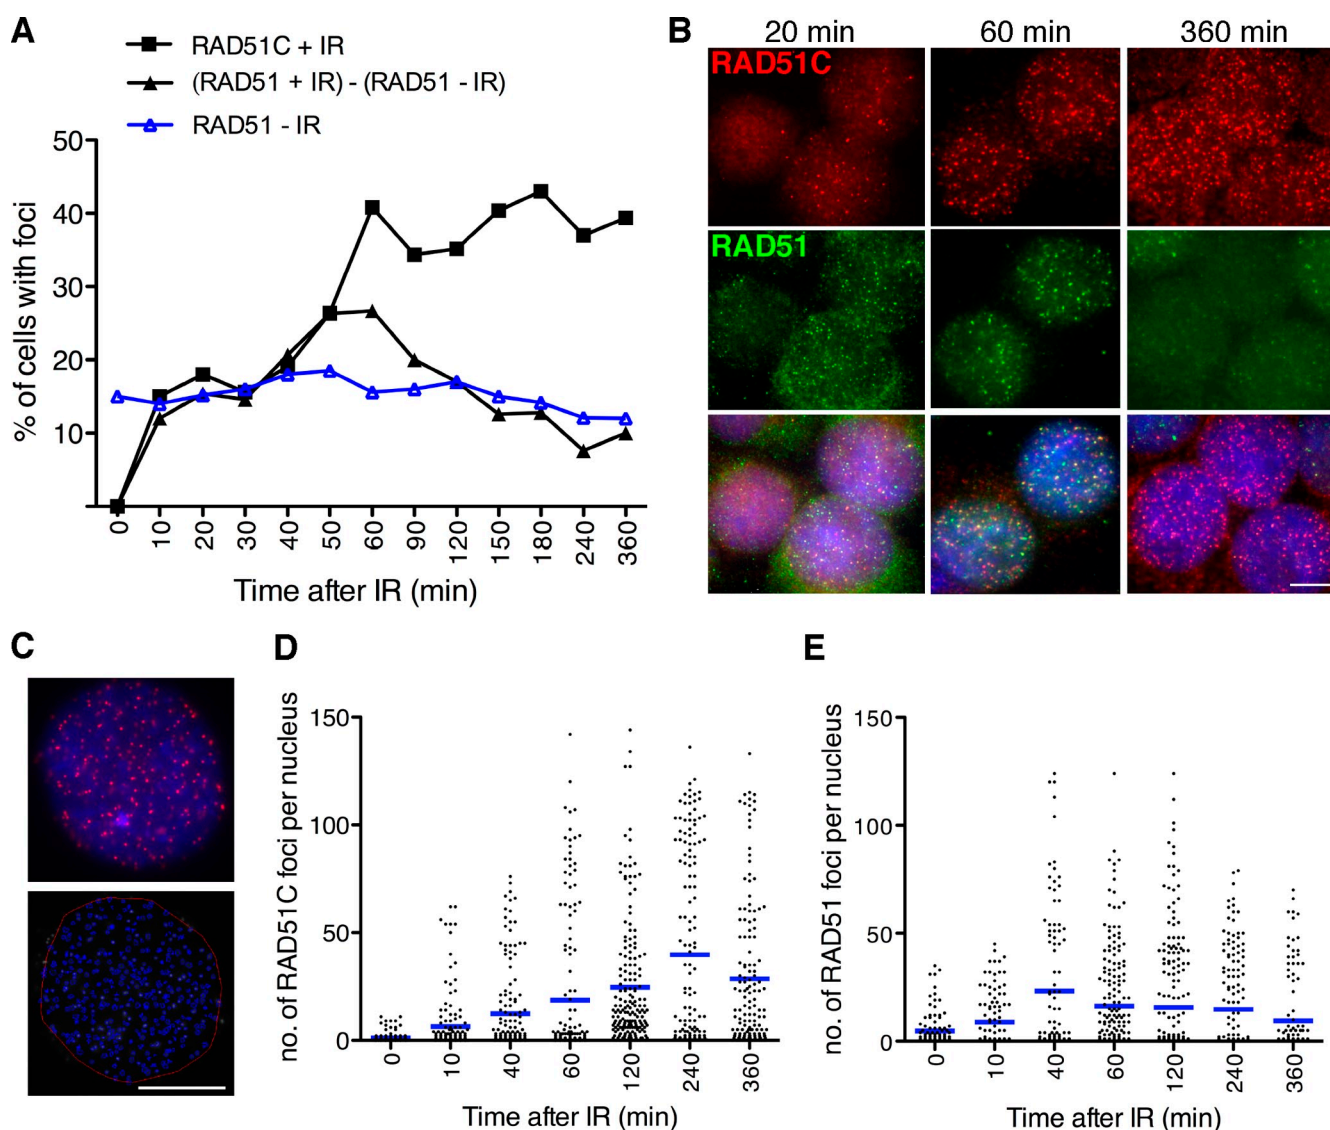 A
RAD51C + IR
(RAD51 + IR) - (RAD51 - IR)
RAD51 - IR
% of cells with foci
50
40
30
20
10
0 10 20 30 40 50 60 90 120 150 180 240 360
Time after IR (min)
B
20 min 60 min 360 min
RAD51C
RAD51
C
D
no. of RAD51C foci per nucleus
150
100
50
0
0 10 40 60 120 240 360
Time after IR (min)
E
no. of RAD51 foci per nucleus
150
100
50
0
0 10 40 60 120 240 360
Time after IR (min)